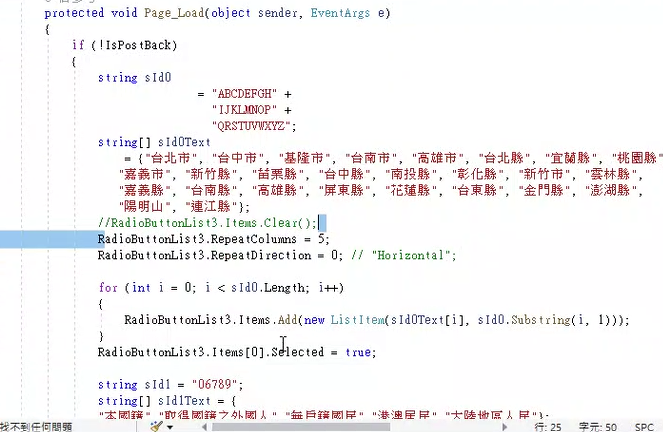 protected void Page_Load(object sender, EventArgs e)
{
if (!IsPostBack)
{
string sId0
= "ABCDEFGH" +
"IJKLMNOP" +
"QRSTUVWXYZ";
string[] sId0Text
= {"台北市", "台中市", "基隆市", "台南市", "高雄市", "台北縣", "宜蘭縣", "桃園縣"
"嘉義市", "新竹縣", "苗栗縣", "台中縣", "南投縣", "彰化縣", "新竹市", "雲林縣",
"嘉義縣", "台南縣", "高雄縣", "屏東縣", "花蓮縣", "台東縣", "金門縣", "澎湖縣",
"陽明山", "連江縣"};
//RadioButtonList3.Items.Clear();
RadioButtonList3.RepeatColumns = 5;
RadioButtonList3.RepeatDirection = 0; // "Horizontal";
for (int i = 0; i < sId0.Length; i++)
{
RadioButtonList3.Items.Add(new ListItem(sId0Text[i], sId0.Substring(i, 1)));
}
RadioButtonList3.Items[0].Selected = true;
string sId1 = "06789";
string[] sId1Text = {
"本國籍", "取得國籍之外國人", "無戶籍國民", "港澳居民", "大陸地區人民"};
找不到任何問題
行: 25 字元: 50 SPC